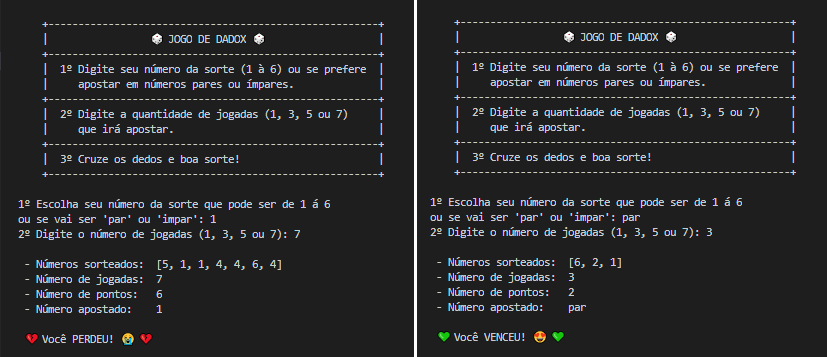 🎲 JOGO DE DADOX 🎲
1º Digite seu número da sorte (1 à 6) ou se prefere
apostar em números pares ou ímpares.
2º Digite a quantidade de jogadas (1, 3, 5 ou 7)
que irá apostar.
3º Cruze os dedos e boa sorte!
1º Escolha seu número da sorte que pode ser de 1 á 6
ou se vai ser 'par' ou 'impar': 1
2º Digite o número de jogadas (1, 3, 5 ou 7): 7
- Números sorteados: [5, 1, 1, 4, 4, 6, 4]
- Número de jogadas: 7
- Número de pontos: 6
- Número apostado: 1
💔 Você PERDEU! 😭 💔
🎲 JOGO DE DADOX 🎲
1º Digite seu número da sorte (1 à 6) ou se prefere
apostar em números pares ou ímpares.
2º Digite a quantidade de jogadas (1, 3, 5 ou 7)
que irá apostar.
3º Cruze os dedos e boa sorte!
1º Escolha seu número da sorte que pode ser de 1 á 6
ou se vai ser 'par' ou 'impar': par
2º Digite o número de jogadas (1, 3, 5 ou 7): 3
- Números sorteados: [6, 2, 1]
- Número de jogadas: 3
- Número de pontos: 2
- Número apostado: par
💚 Você VENCEU! 🤩 💚